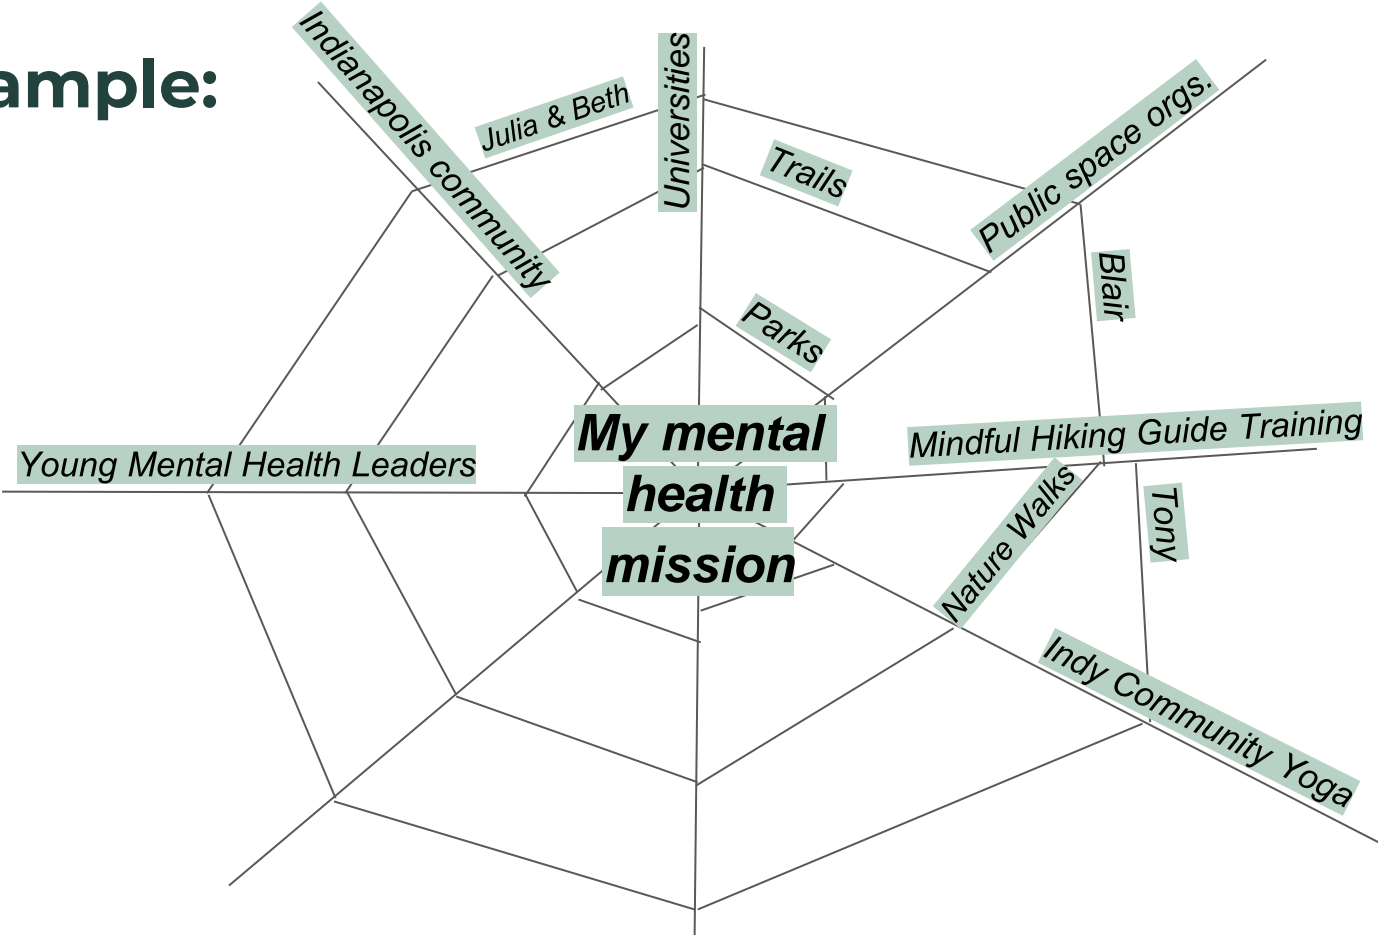 ample:
Indianapolis community
Julia & Beth
Universities
Trails
Public space orgs.
Blair
Parks
My mental
health
mission
Young Mental Health Leaders
Mindful Hiking Guide Training
Nature Walks
Tony
Indy Community Yoga